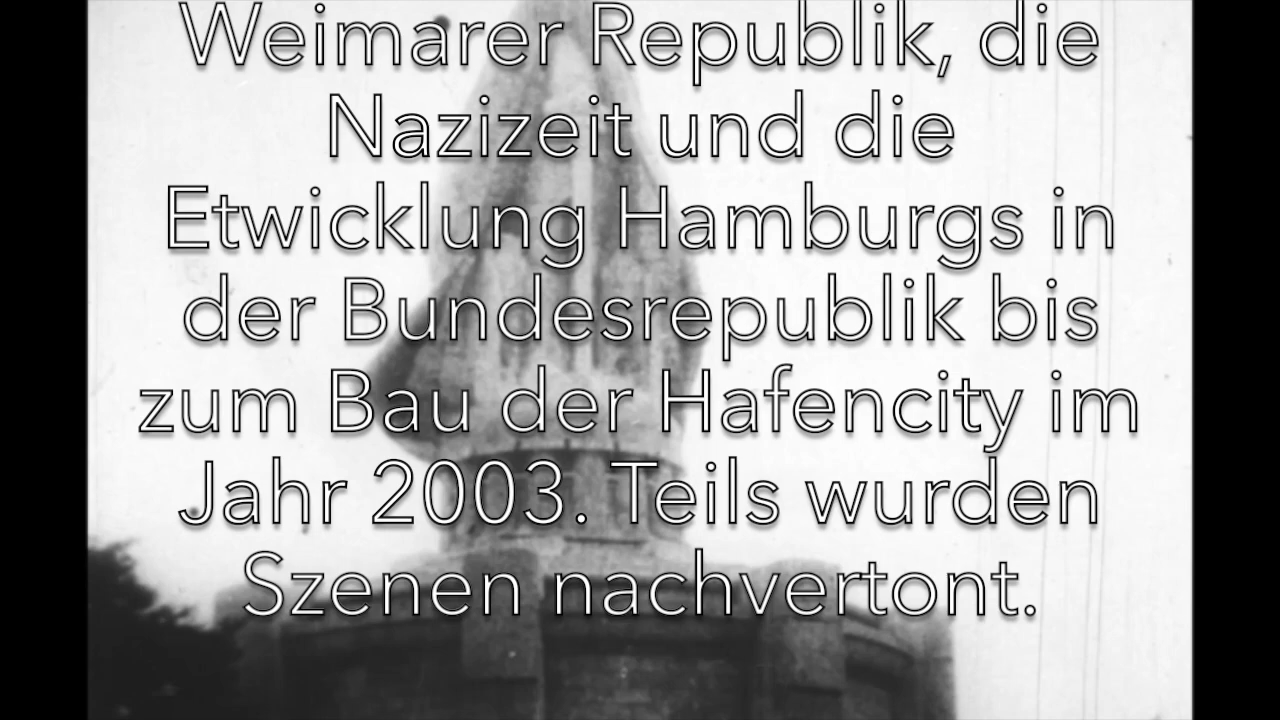 Weimarer Republik, die
Nazizeit und die
Etwicklung Hamburgs in
der Bundesrepublik bis
zum Bau der Hafencity im
Jahr 2003. Teils wurden
Szenen nachvertont.